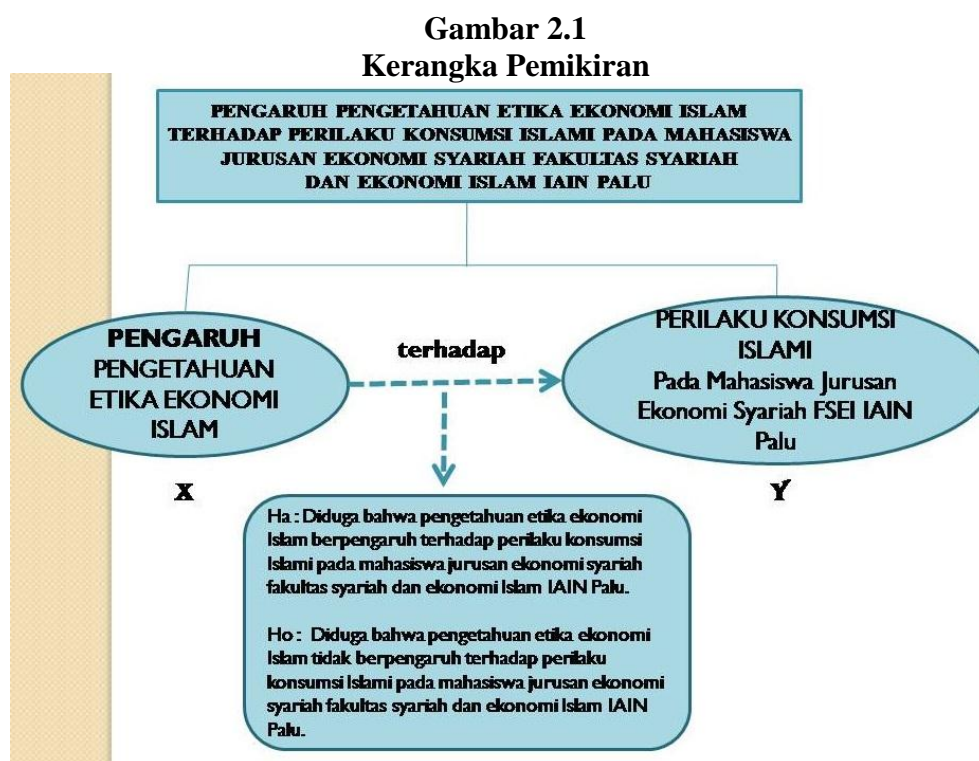 Gambar 2.1
Kerangka Pemikiran
PENGARUH PENGETAHUAN ETIKA EKONOMI ISLAM
TERHADAP PERILAKU KONSUMSI ISLAMI PADA MAHASISWA
JURUSAN EKONOMI SYARIAH FAKULTAS SYARIAH
DAN EKONOMI ISLAM IAIN PALU
PENGARUH
PENGETAHUAN
ETIKA EKONOMI
ISLAM
terhadap
PERILAKU KONSUMSI
ISLAMI
Pada Mahasiswa Jurusan
Ekonomi Syariah FSEI IAIN
Palu
X
Y
Ha : Diduga bahwa pengetahuan etika ekonomi
Islam berpengaruh terhadap perilaku konsumsi
Islami pada mahasiswa jurusan ekonomi syariah
fakultas syariah dan ekonomi Islam IAIN Palu.
Ho : Diduga bahwa pengetahuan etika ekonomi
Islam tidak berpengaruh terhadap perilaku
konsumsi Islami pada mahasiswa jurusan ekonomi
syariah fakultas syariah dan ekonomi Islam IAIN
Palu.